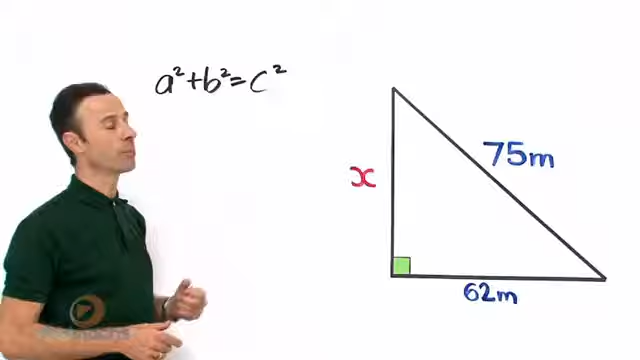 a²+b²=c²
75m
x
62m